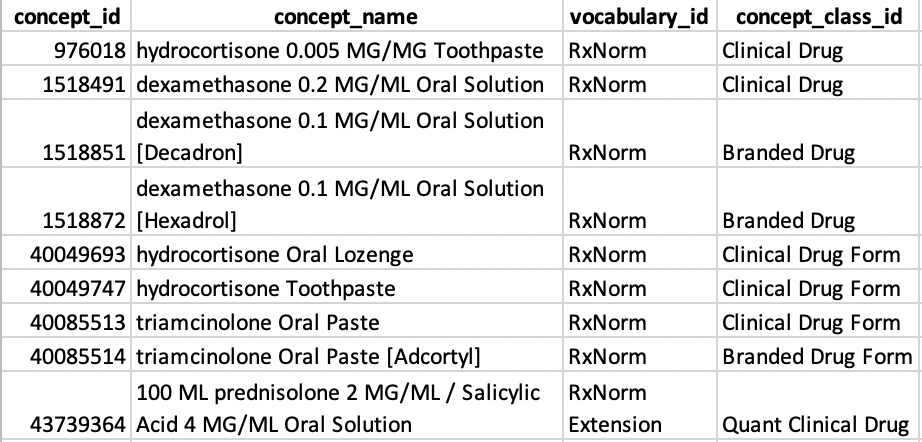 concept_id concept_name vocabulary_id concept_class_id
976018 hydrocortisone 0.005 MG/MG Toothpaste RxNorm Clinical Drug
1518491 dexamethasone 0.2 MG/ML Oral Solution RxNorm Clinical Drug
dexamethasone 0.1 MG/ML Oral Solution
1518851 [Decadron] RxNorm Branded Drug
dexamethasone 0.1 MG/ML Oral Solution
1518872 [Hexadrol] RxNorm Branded Drug
40049693 hydrocortisone Oral Lozenge RxNorm Clinical Drug Form
40049747 hydrocortisone Toothpaste RxNorm Clinical Drug Form
40085513 triamcinolone Oral Paste RxNorm Clinical Drug Form
40085514 triamcinolone Oral Paste [Adcortyl] RxNorm Branded Drug Form
100 ML prednisolone 2 MG/ML / Salicylic RxNorm
43739364 Acid 4 MG/ML Oral Solution Extension Quant Clinical Drug